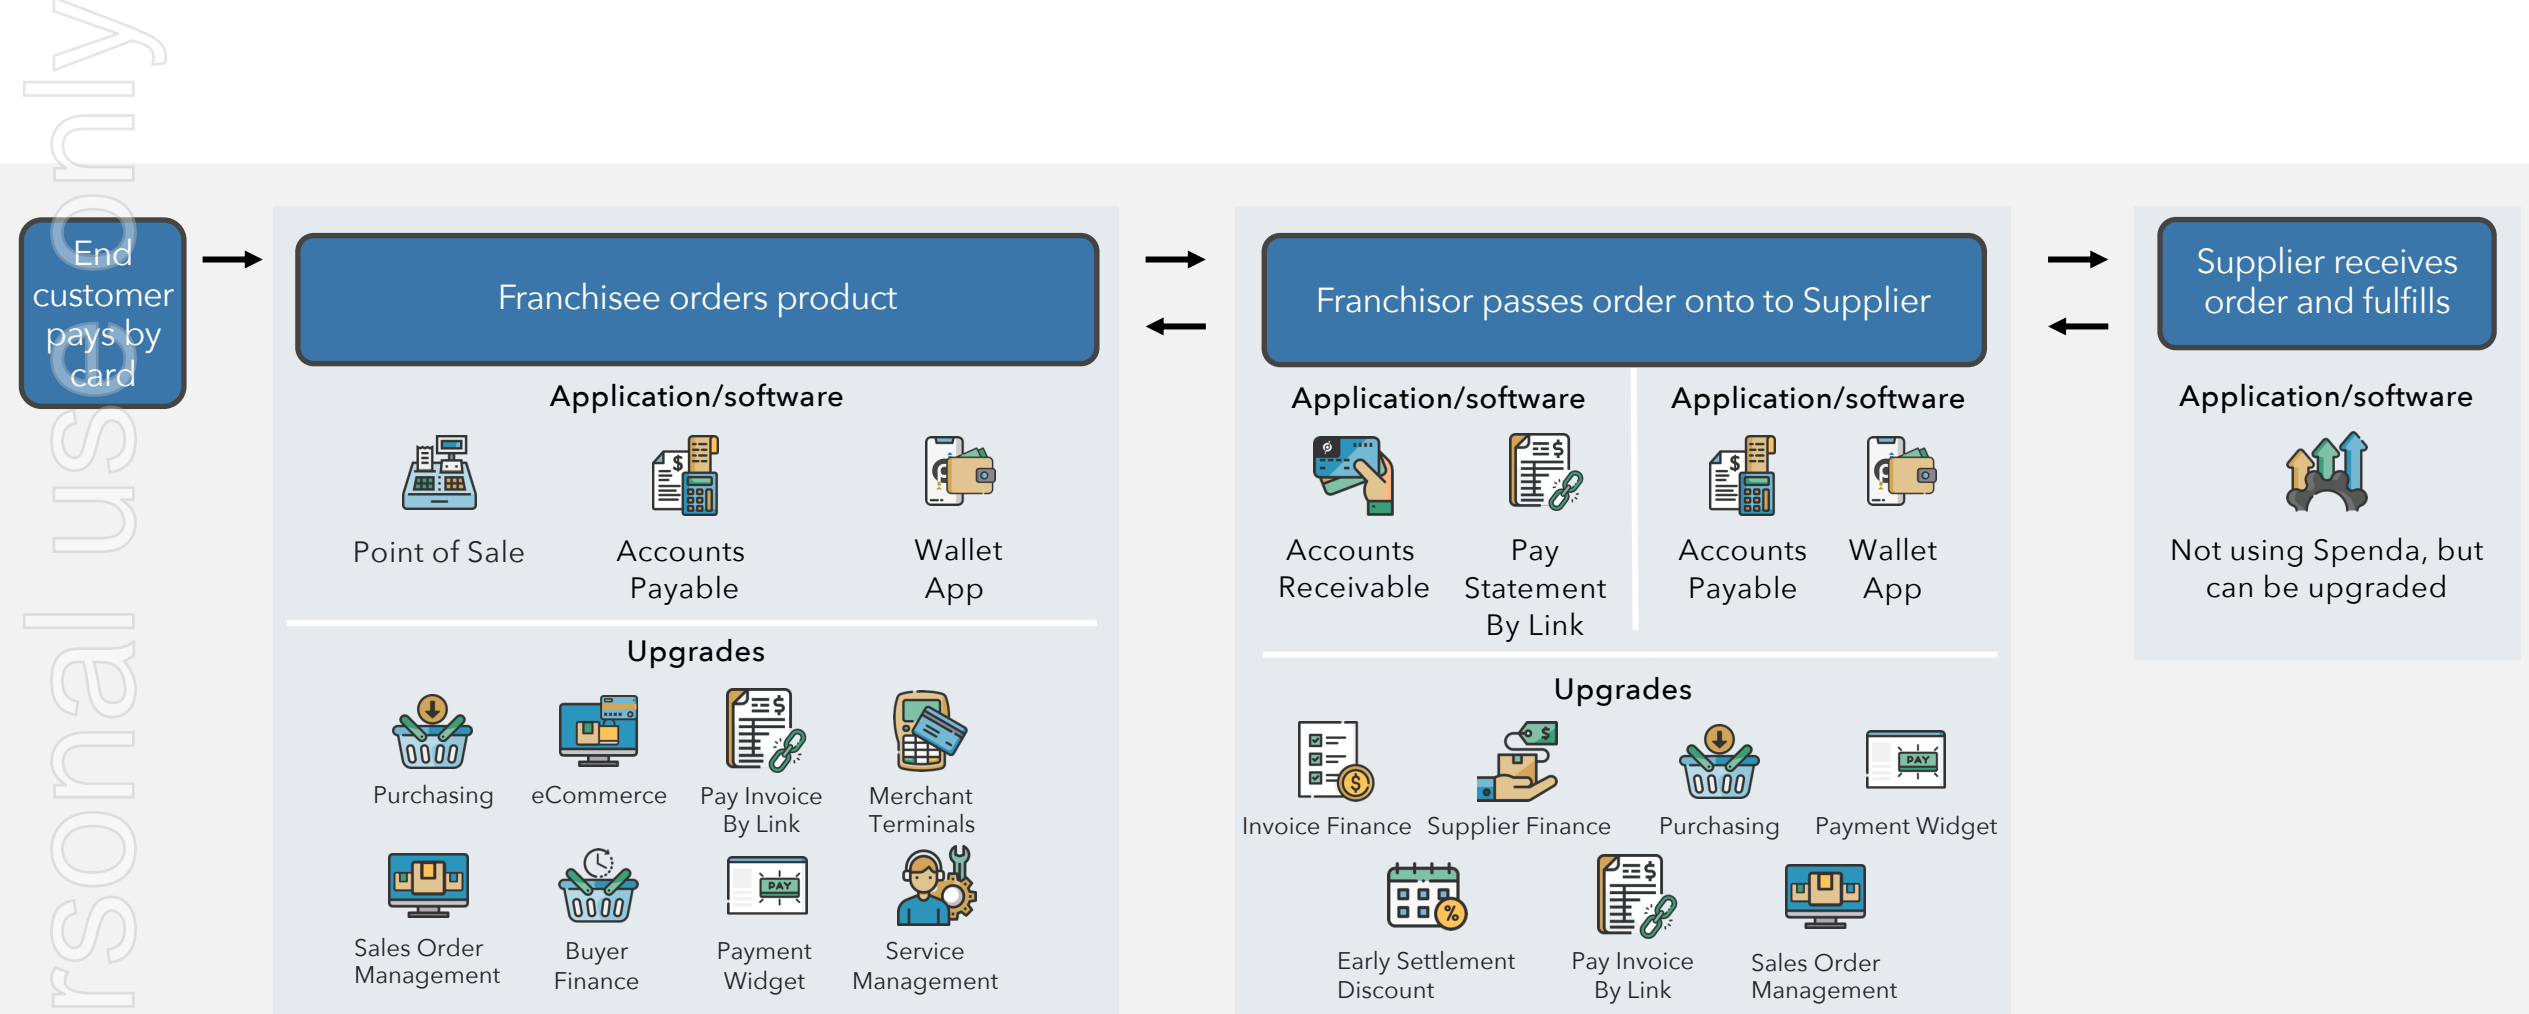 rsonal use only
End
customer
pays by
card
Franchisee orders product
Application/software
Point of Sale
Accounts
Payable
Wallet
App
Upgrades
Purchasing
eCommerce
Pay Invoice
By Link
Merchant
Terminals
Sales Order
Management
Buyer
Finance
PAY
Payment
Widget
Service
Management
Franchisor passes order onto to Supplier
Application/software
Accounts
Receivable
Pay
Statement
By Link
Application/software
Accounts
Payable
Wallet
App
Upgrades
Invoice Finance
Supplier Finance
Purchasing
PAY
Payment Widget
Early Settlement
Discount
Pay Invoice
By Link
Sales Order
Management
Supplier receives
order and fulfills
Application/software
Not using Spenda, but
can be upgraded